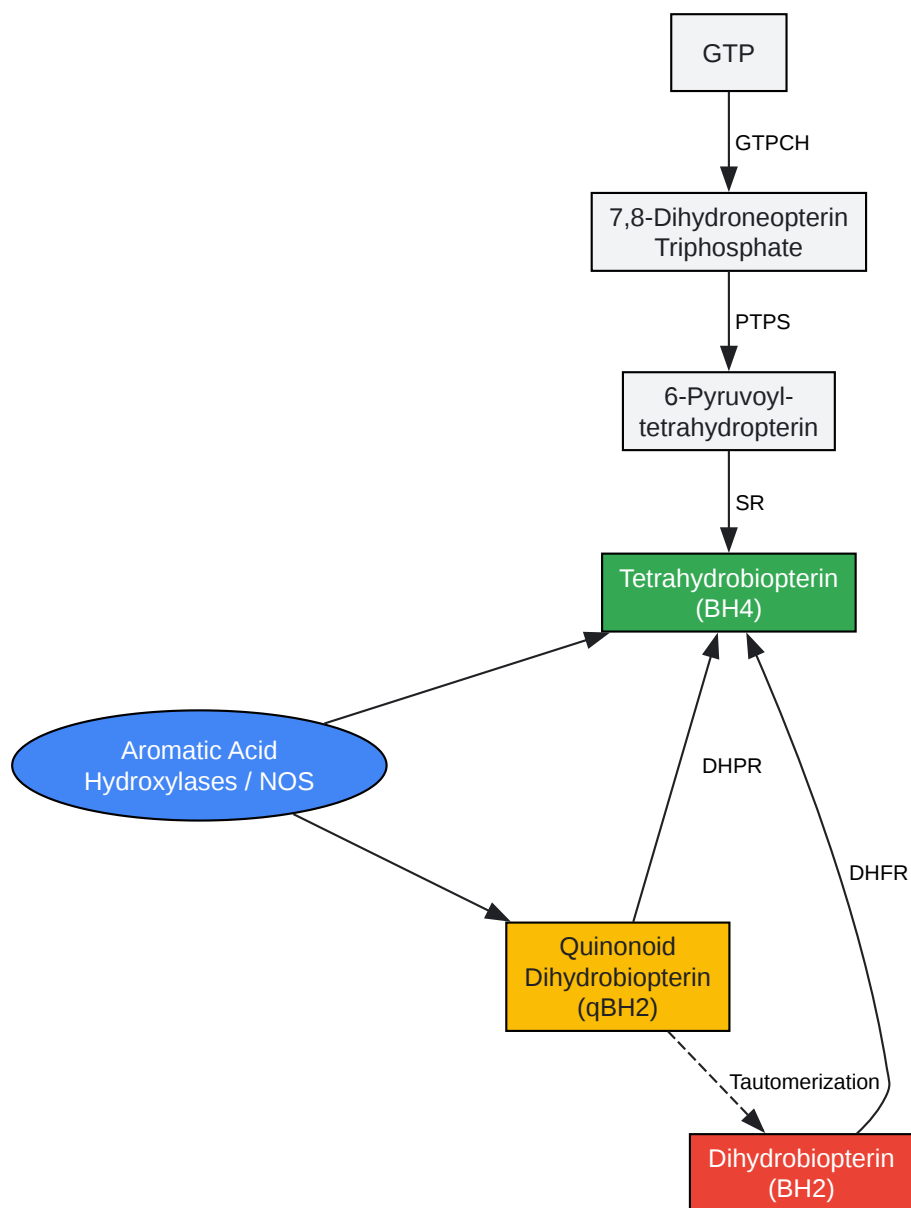 GTP
GTPCH
7,8-Dihydroneopterin
Triphosphate
PTPS
6-Pyruvoyl-
tetrahydropterin
SR
Tetrahydrobiopterin
(BH4)
Aromatic Acid
Hydroxylases / NOS
DHPR
DHFR
Quinonoid
Dihydrobiopterin
(qBH2)
Tautomerization
Dihydrobiopterin
(BH2)